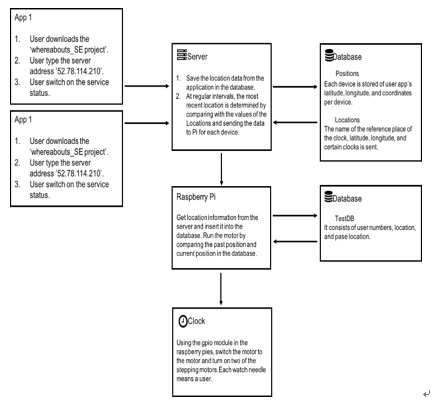 App 1
1. User downloads the
'whereabouts_SE project'.
2. User type the server
address '52.78.114.210'.
3. User switch on the service
status.
App 1
1. User downloads the
'whereabouts_SE project'.
2. User type the server
address '52.78.114.210'.
3. User switch on the service
status.
Server
1. Save the location data from the
application in the database.
2. At regular intervals, the most
recent location is determined by
comparing with the values of the
Locations and sending the data
to Pi for each device.
Database
Positions
Each device is stored of user app's
latitude, longitude, and coordinates
per device.
Locations
The name of the reference place of
the clock, latitude, longitude, and
certain clocks is sent.
Raspberry Pi
Get location information from the
server and insert it into the
database. Run the motor by
comparing the past position and
current position in the database.
Database
TestDB
It consists of user numbers, location,
and pase location.
Clock
Using the gpio module in the
raspberry pies, switch the motor to
the motor and turn on two of the
stepping motors.Each watch needle
means a user.